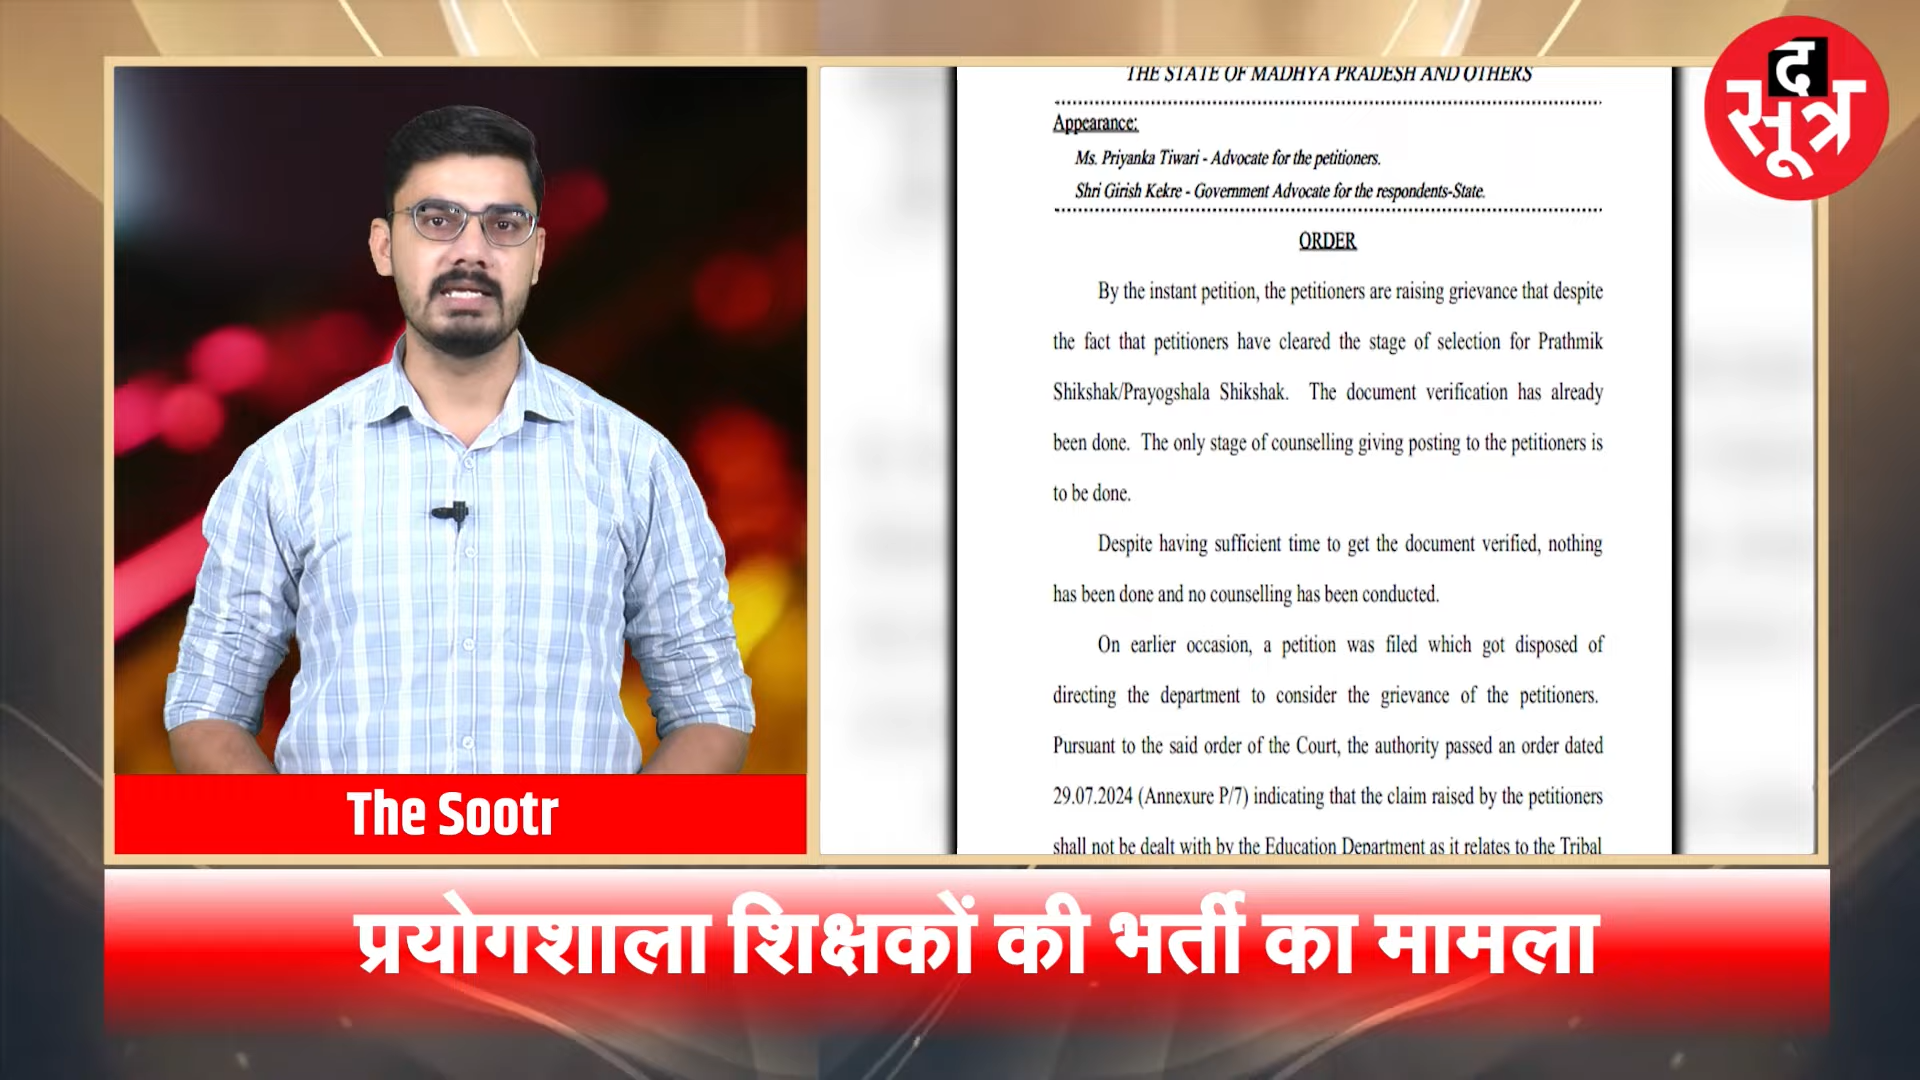 द
सूत्र
THE STATE OF MADHYA PRADESH AND OTHERS
Appearance:
Ms. Priyanka Tiwari - Advocate for the petitioners.
Shri Girish Kekre - Government Advocate for the respondents-State.
ORDER
By the instant petition, the petitioners are raising grievance that despite
the fact that petitioners have cleared the stage of selection for Prathmik
Shikshak/Prayogshala Shikshak. The document verification has already
been done. The only stage of counselling giving posting to the petitioners is
to be done.
Despite having sufficient time to get the document verified, nothing
has been done and no counselling has been conducted.
On earlier occasion, a petition was filed which got disposed of
directing the department to consider the grievance of the petitioners.
Pursuant to the said order of the Court, the authority passed an order dated
29.07.2024 (Annexure P/7) indicating that the claim raised by the petitioners
shall not be dealt with by the Education Department as it relates to the Tribal
The Sootr
प्रयोगशाला शिक्षकों की भर्ती का मामला